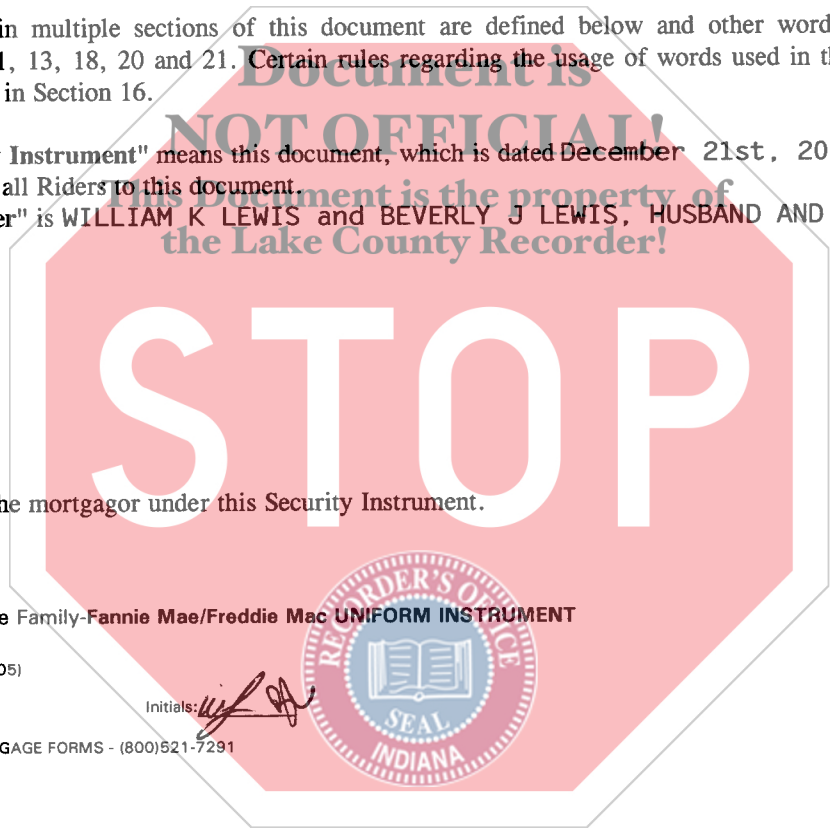 in multiple sections of this document are defined below and other word
, 13, 18, 20 and 21. Certain rules regarding the usage of words used in th
in Section 16.
Document is
NOT OFFICIAL!
Instrument" means this document, which is dated December 21st, 20
all Riders to this document.
This Document is the property of
er" is WILLIAM K LEWIS and BEVERLY J LEWIS, HUSBAND AND
the Lake County Recorder!
STOP
he mortgagor under this Security Instrument.
e Family-Fannie Mae/Freddie Mac UNIFORM INSTRUMENT
05)
Initials:
GAGE FORMS - (800)521-7291
RECORDER'S OFFICE
SEAL
INDIANA